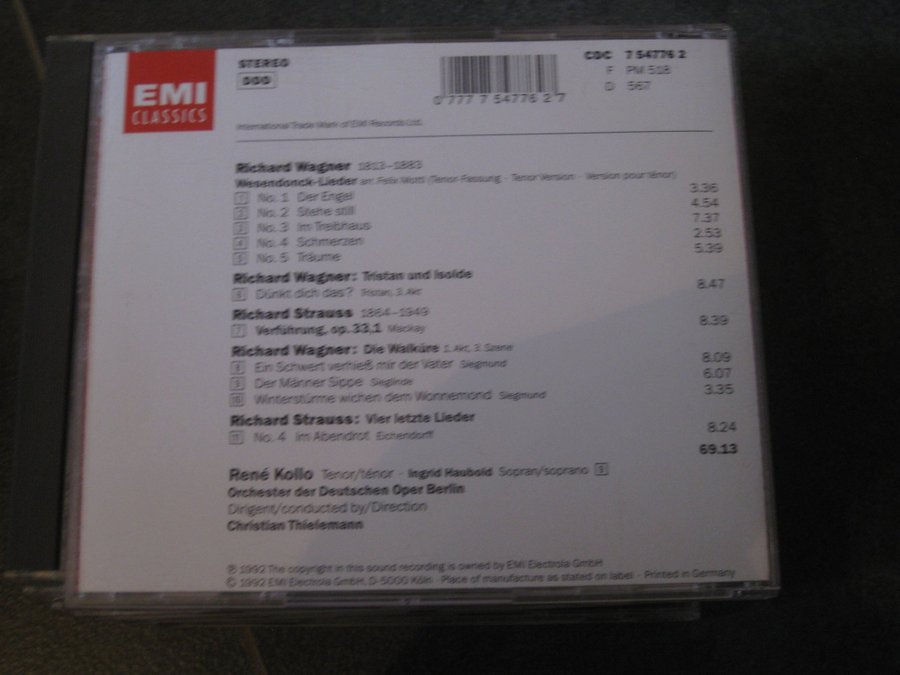 EMI
CLASSICS
STEREO
DDD
CDC 7 54776 2
F PM 518
D 567
0 777 7 54776 2 7
International Trade Mark of EMI Records Ltd.
Richard Wagner 1813–1883
Wesendonck-Lieder arr. Felix Mottl (Tenor-Fassung · Tenor Version · Version pour ténor)
1 No. 1 Der Engel 3.36
2 No. 2 Stehe still 4.54
3 No. 3 Im Treibhaus 7.37
4 No. 4 Schmerzen 2.53
5 No. 5 Träume 5.39
Richard Wagner: Tristan und Isolde
6 Dünkt dich das? Tristan, 3. Akt 8.47
Richard Strauss 1864–1949
7 Verführung, op. 33,1 Mackay 8.39
Richard Wagner: Die Walküre 1. Akt, 3. Szene
8 Ein Schwert verhieß mir der Vater Siegmund 8.09
9 Der Männer Sippe Sieglinde 6.07
10 Winterstürme wichen dem Wonnemond Siegmund 3.35
Richard Strauss: Vier letzte Lieder
11 No. 4 Im Abendrot Eichendorff 8.24
69.13
René Kollo Tenor/ténor · Ingrid Haubold Sopran/soprano 9
Orchester der Deutschen Oper Berlin
Dirigent/conducted by/Direction
Christian Thielemann
℗ 1992 The copyright in this sound recording is owned by EMI Electrola GmbH
© 1992 EMI Electrola GmbH, D-5000 Köln · Place of manufacture as stated on label · Printed in Germany